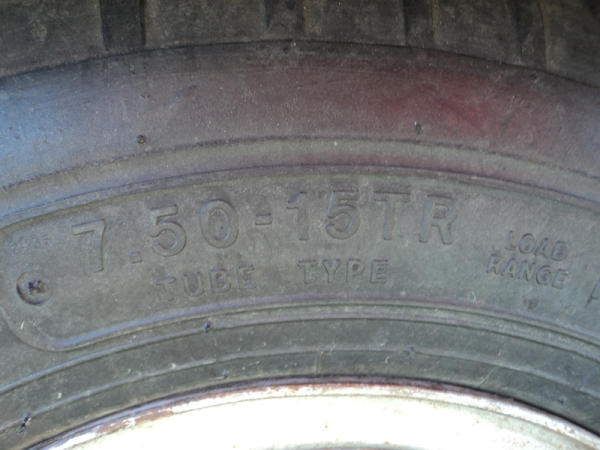 7.50-15TR
TUBE TYPE
LOAD
RANGE